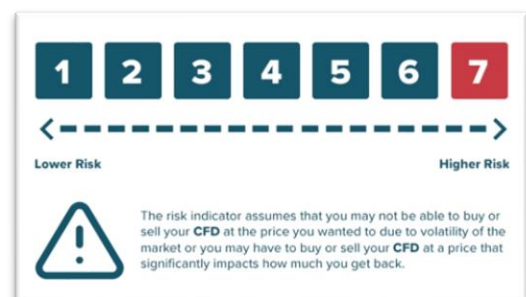 1 2 3 4 5 6 7
Lower Risk Higher Risk
The risk indicator assumes that you may not be able to buy or
sell your CFD at the price you wanted to due to volatility of the
market or you may have to buy or sell your CFD at a price that
significantly impacts how much you get back.